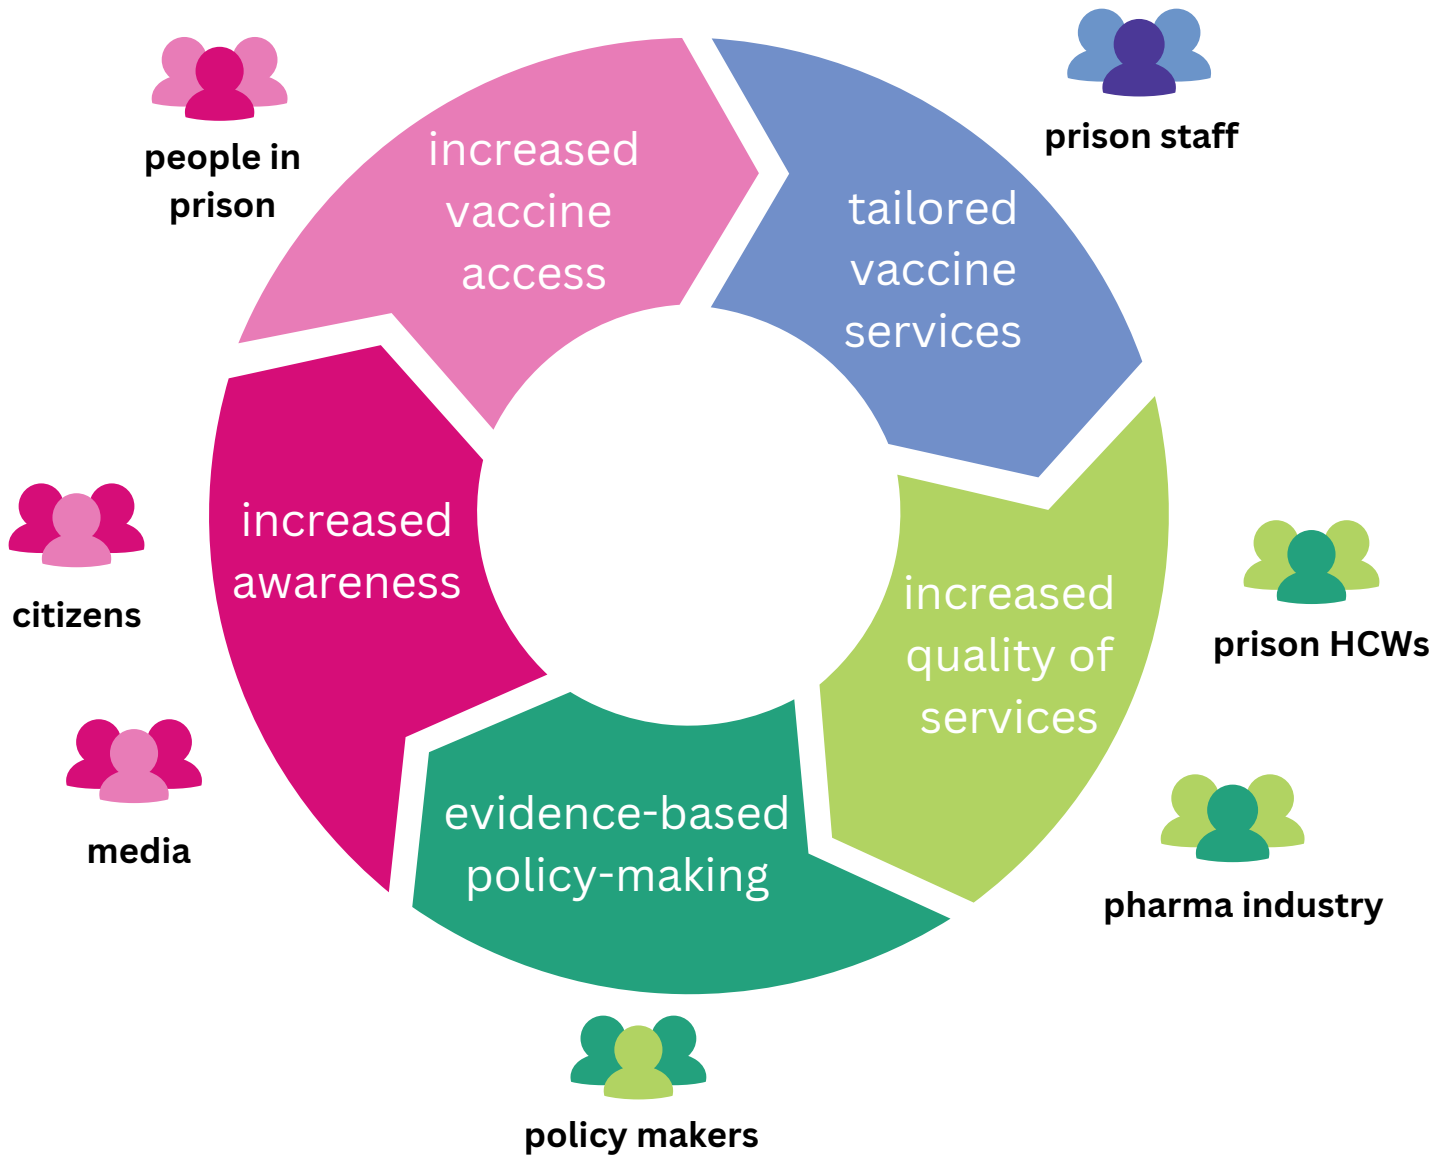 people in
prison
increased
vaccine
access
prison staff
tailored
vaccine
services
increased
awareness
citizens
media
increased
quality of
services
prison HCWs
pharma industry
evidence-based
policy-making
policy makers